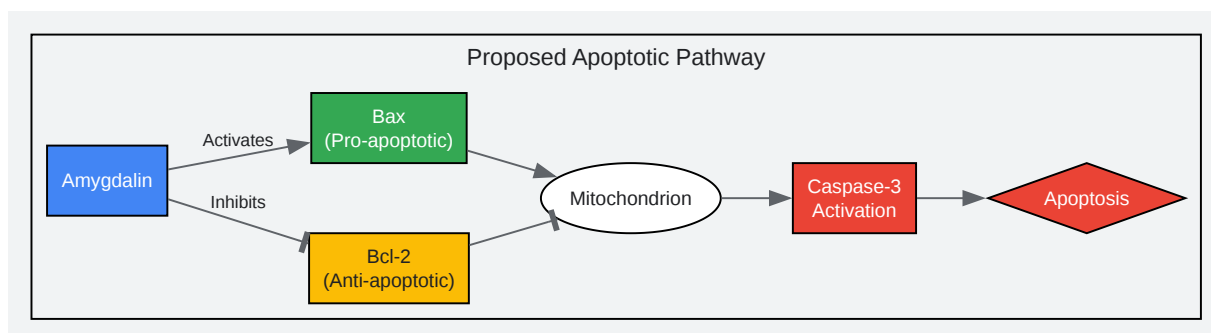 Proposed Apoptotic Pathway
Amygdalin
Activates
Inhibits
Bax
(Pro-apoptotic)
Bcl-2
(Anti-apoptotic)
Mitochondrion
Caspase-3
Activation
Apoptosis